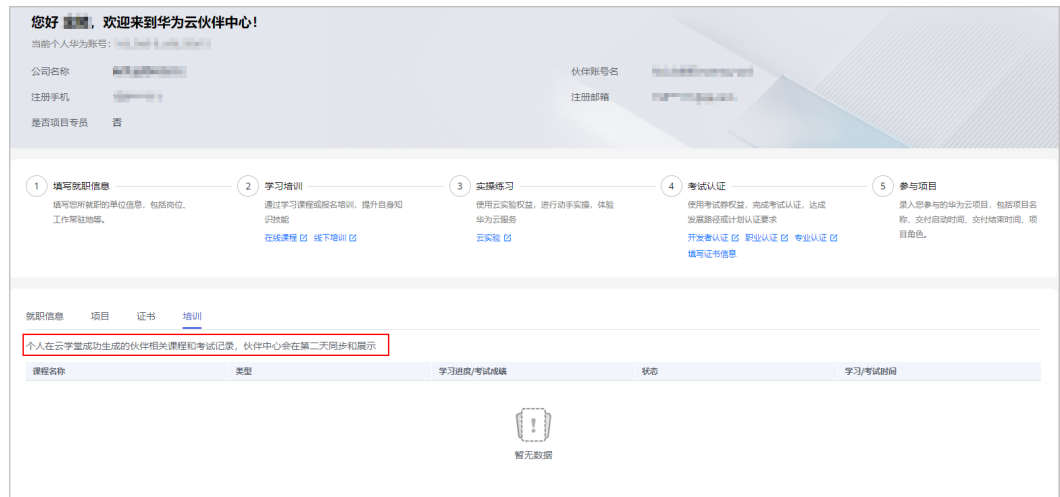 您好 ，欢迎来到华为云伙伴中心！
当前个人华为账号：
公司名称
伙伴账号名
注册手机
注册邮箱
是否项目专员 否
1 填写就职信息
填写您所就职的单位信息，包括岗位、
工作常驻地等。
2 学习培训
通过学习课程或报名培训，提升自身知
识技能
在线课程 线下培训
3 实操练习
使用云实验权益，进行动手实操，体验
华为云服务
云实验
4 考试认证
使用考试券权益，完成考试认证，达成
发展路径或计划认证要求
开发者认证 职业认证 专业认证
填写证书信息
5 参与项目
录入您参与的华为云项目，包括项目名
称、交付启动时间、交付结束时间、项
目角色。
就职信息 项目 证书 培训
个人在云学堂成功生成的伙伴相关课程和考试记录，伙伴中心会在第二天同步和展示
课程名称 类型 学习进度/考试成绩 状态 学习/考试时间
暂无数据